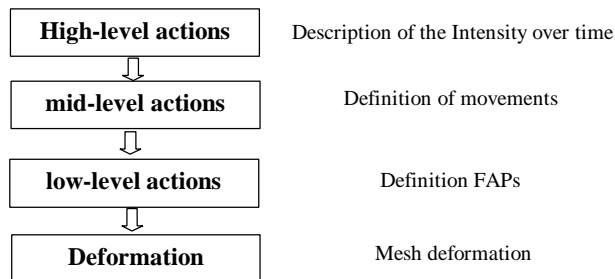 High-level actions Description of the Intensity over time
mid-level actions Definition of movements
low-level actions Definition FAPs
Deformation Mesh deformation